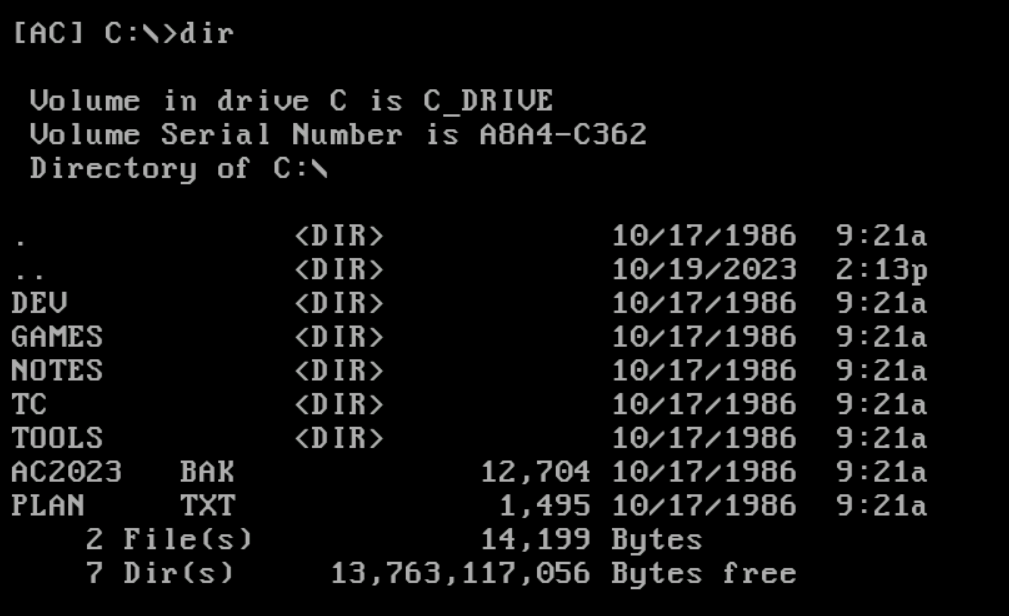 [AC] C:\>dir
Volume in drive C is C_DRIVE
Volume Serial Number is A8A4-C362
Directory of C:\
. <DIR> 10/17/1986 9:21a
.. <DIR> 10/19/2023 2:13p
DEV <DIR> 10/17/1986 9:21a
GAMES <DIR> 10/17/1986 9:21a
NOTES <DIR> 10/17/1986 9:21a
TC <DIR> 10/17/1986 9:21a
TOOLS <DIR> 10/17/1986 9:21a
AC2023 BAK 12,704 10/17/1986 9:21a
PLAN TXT 1,495 10/17/1986 9:21a
2 File(s) 14,199 Bytes
7 Dir(s) 13,763,117,056 Bytes free